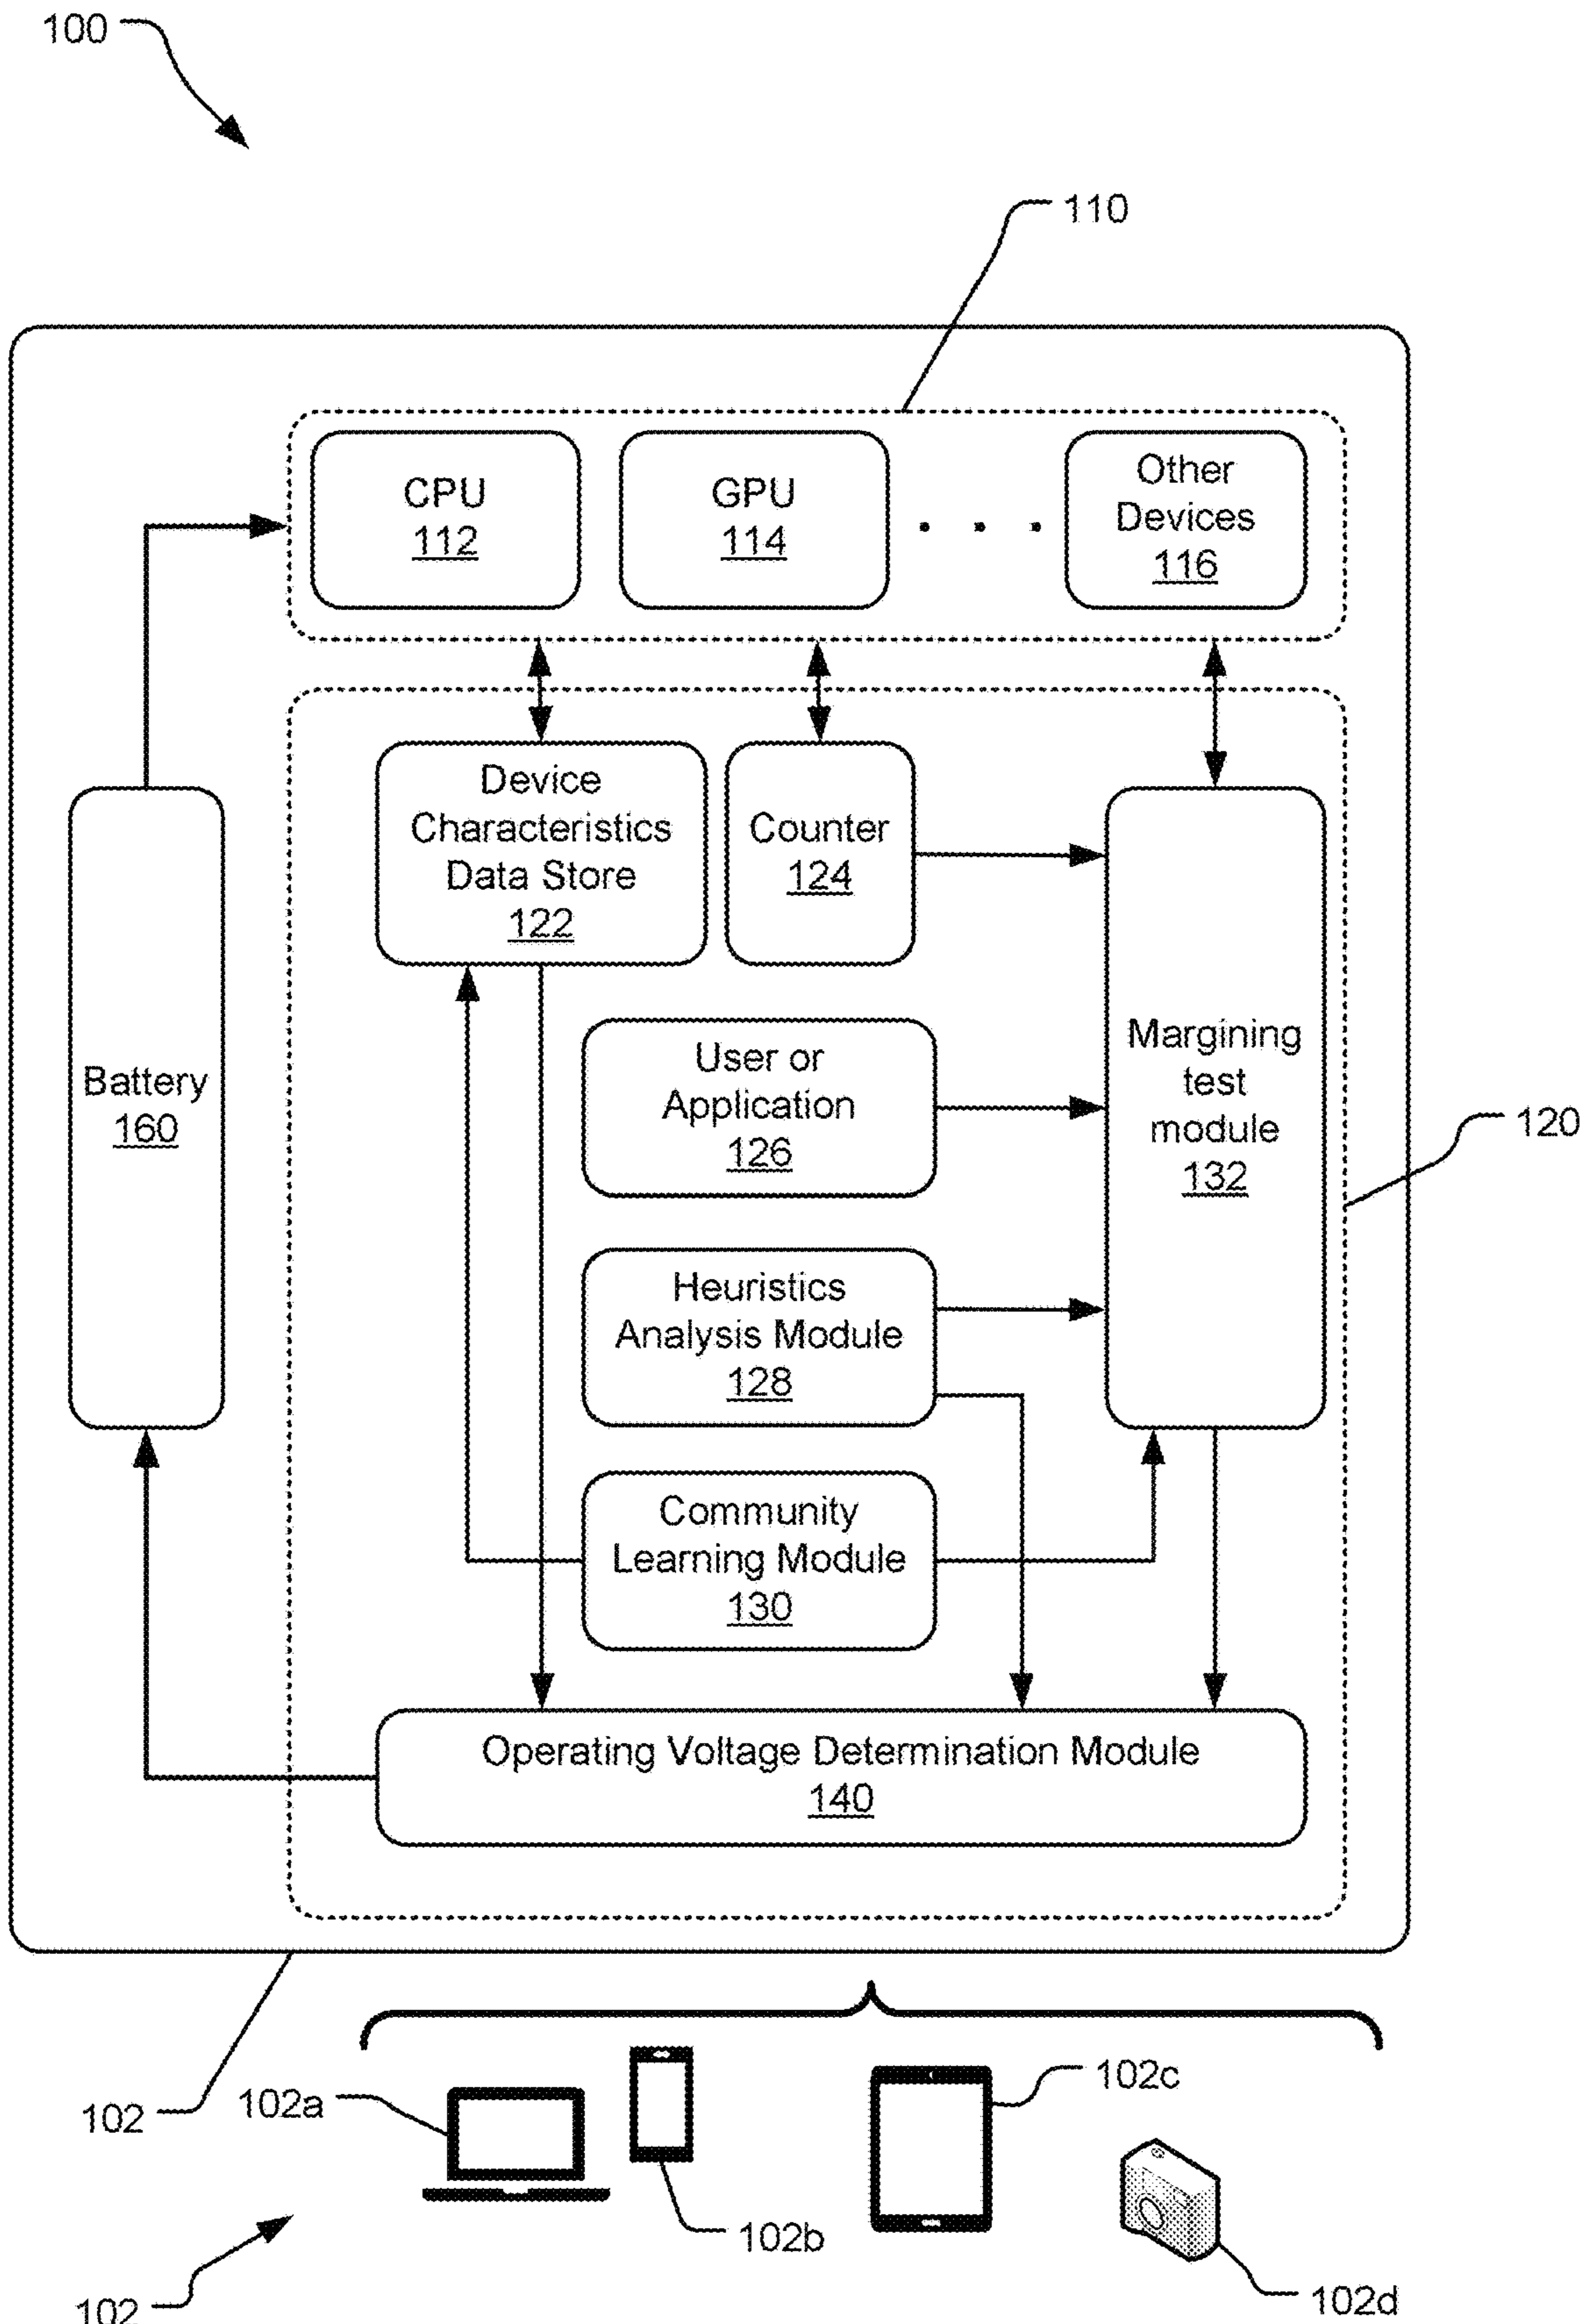 100
110
CPU
112
GPU
114
Other
Devices
116
Device
Characteristics
Data Store
122
Counter
124
User or
Application
126
Margining
test
module
132
120
Battery
160
Heuristics
Analysis Module
128
Community
Learning Module
130
Operating Voltage Determination Module
140
102
102a
102b
102c
102d
102